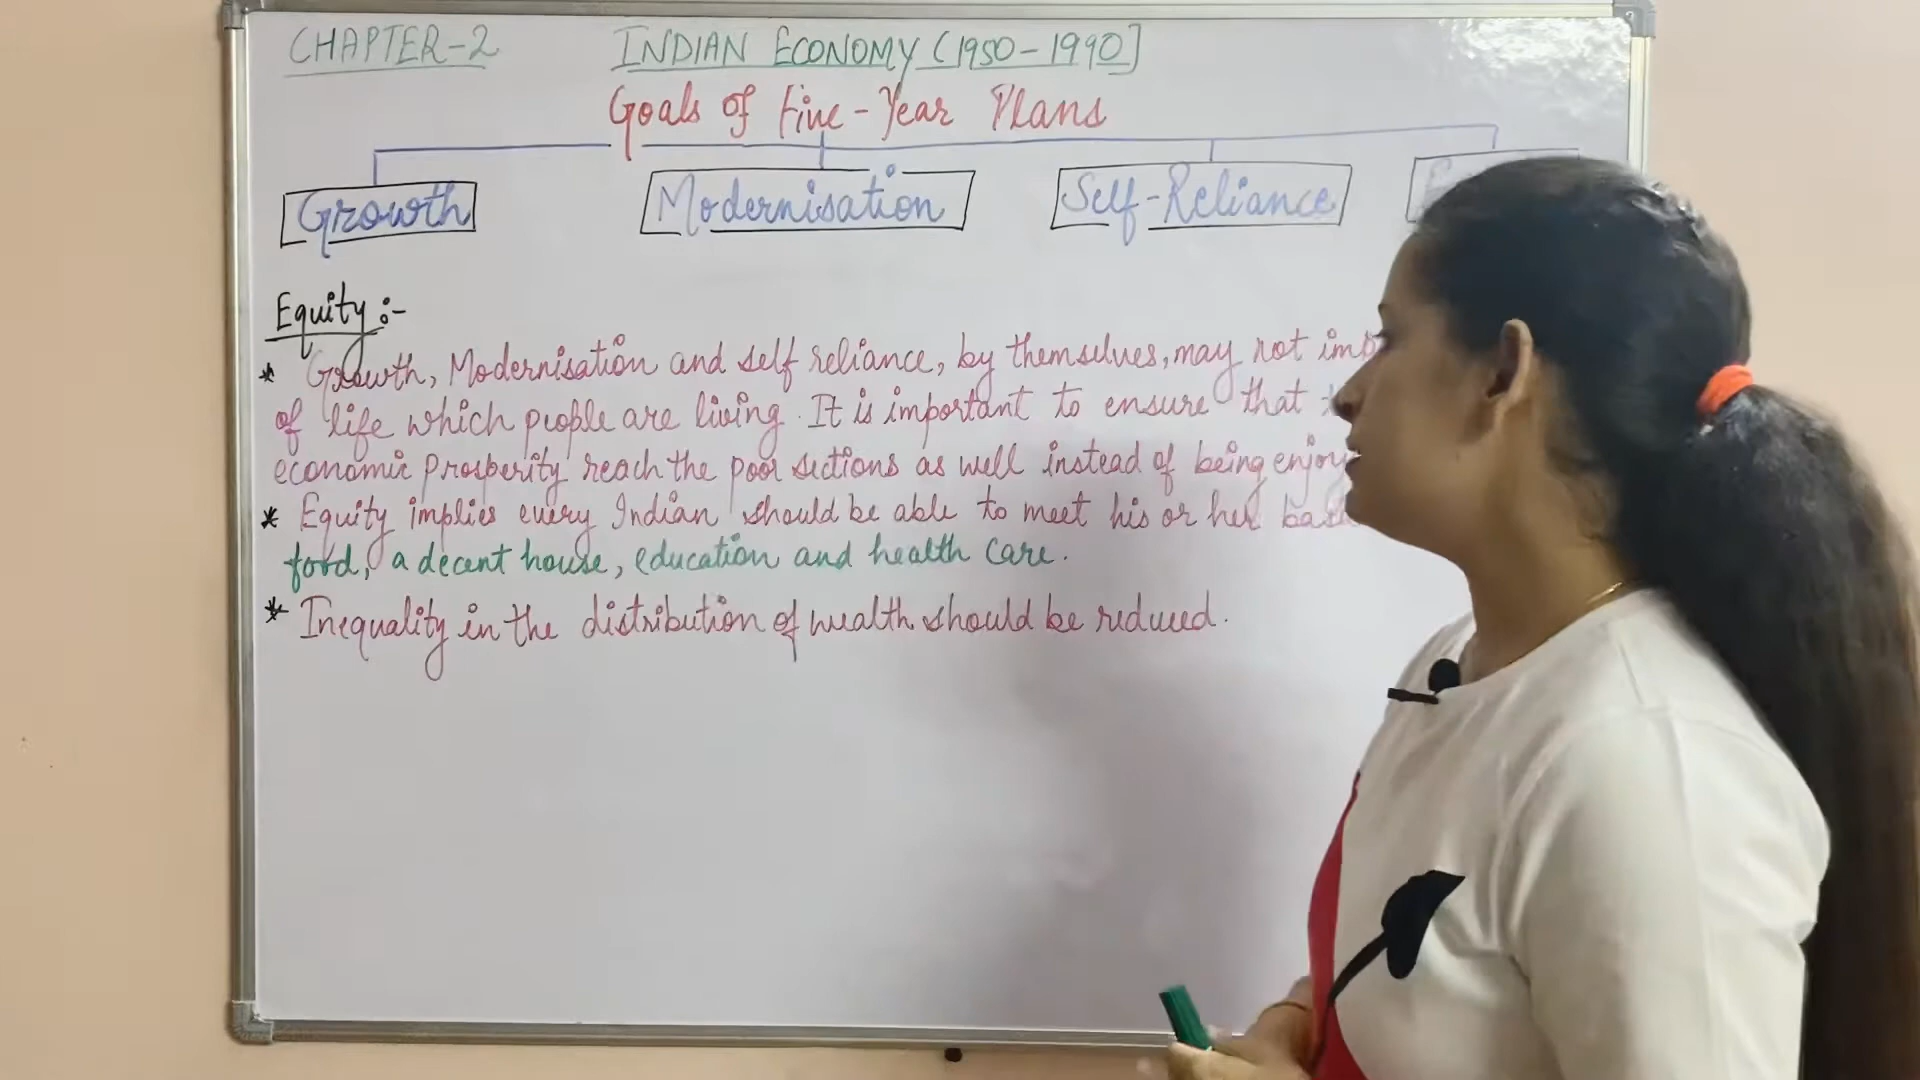 CHAPTER-2 INDIAN ECONOMY (1950-1990]
Goals of Five-Year Plans
Growth Modernisation Self-Reliance
Equity :-
* Growth, Modernisation and self reliance, by themselves, may not
of life which people are living. It is important to ensure that
economic prosperity reach the poor sections as well instead of being
* Equity implies every Indian should be able to meet his or her
food, a decent house, education and health care.
* Inequality in the distribution of wealth should be reduced.